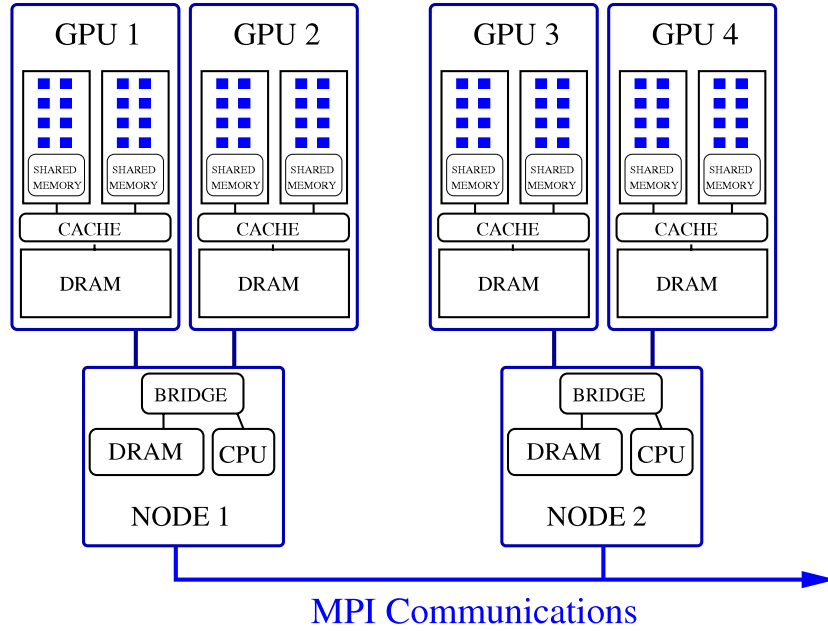 GPU 1
GPU 2
GPU 3
GPU 4
SHARED
MEMORY
SHARED
MEMORY
SHARED
MEMORY
SHARED
MEMORY
SHARED
MEMORY
SHARED
MEMORY
SHARED
MEMORY
SHARED
MEMORY
CACHE
CACHE
CACHE
CACHE
DRAM
DRAM
DRAM
DRAM
BRIDGE
DRAM
CPU
NODE 1
BRIDGE
DRAM
CPU
NODE 2
MPI Communications